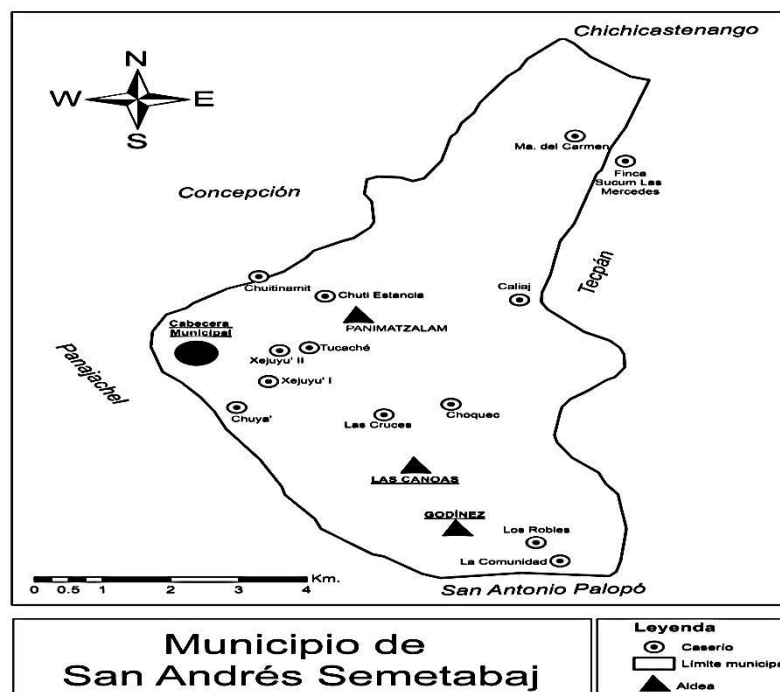 Chichicastenango
N
W E
S
Ma. del Carmen
Finca
Sucum Las
Mercedes
Concepción
Tecpán
Chuitinamit
Chuti Estancia
Caliaj
Cabecera
Municipal
PANIMATZALAM
Tucaché
Xejuyu' II
Panajachel
Xejuyu' I
Chuya'
Las Cruces
Choquec
LAS CANOAS
GODÍNEZ
Los Robles
La Comunidad
Km.
0 0.5 1 2 3 4
San Antonio Palopó
Municipio de
San Andrés Semetabaj
Leyenda
Caserío
Límite municipa
Aldea